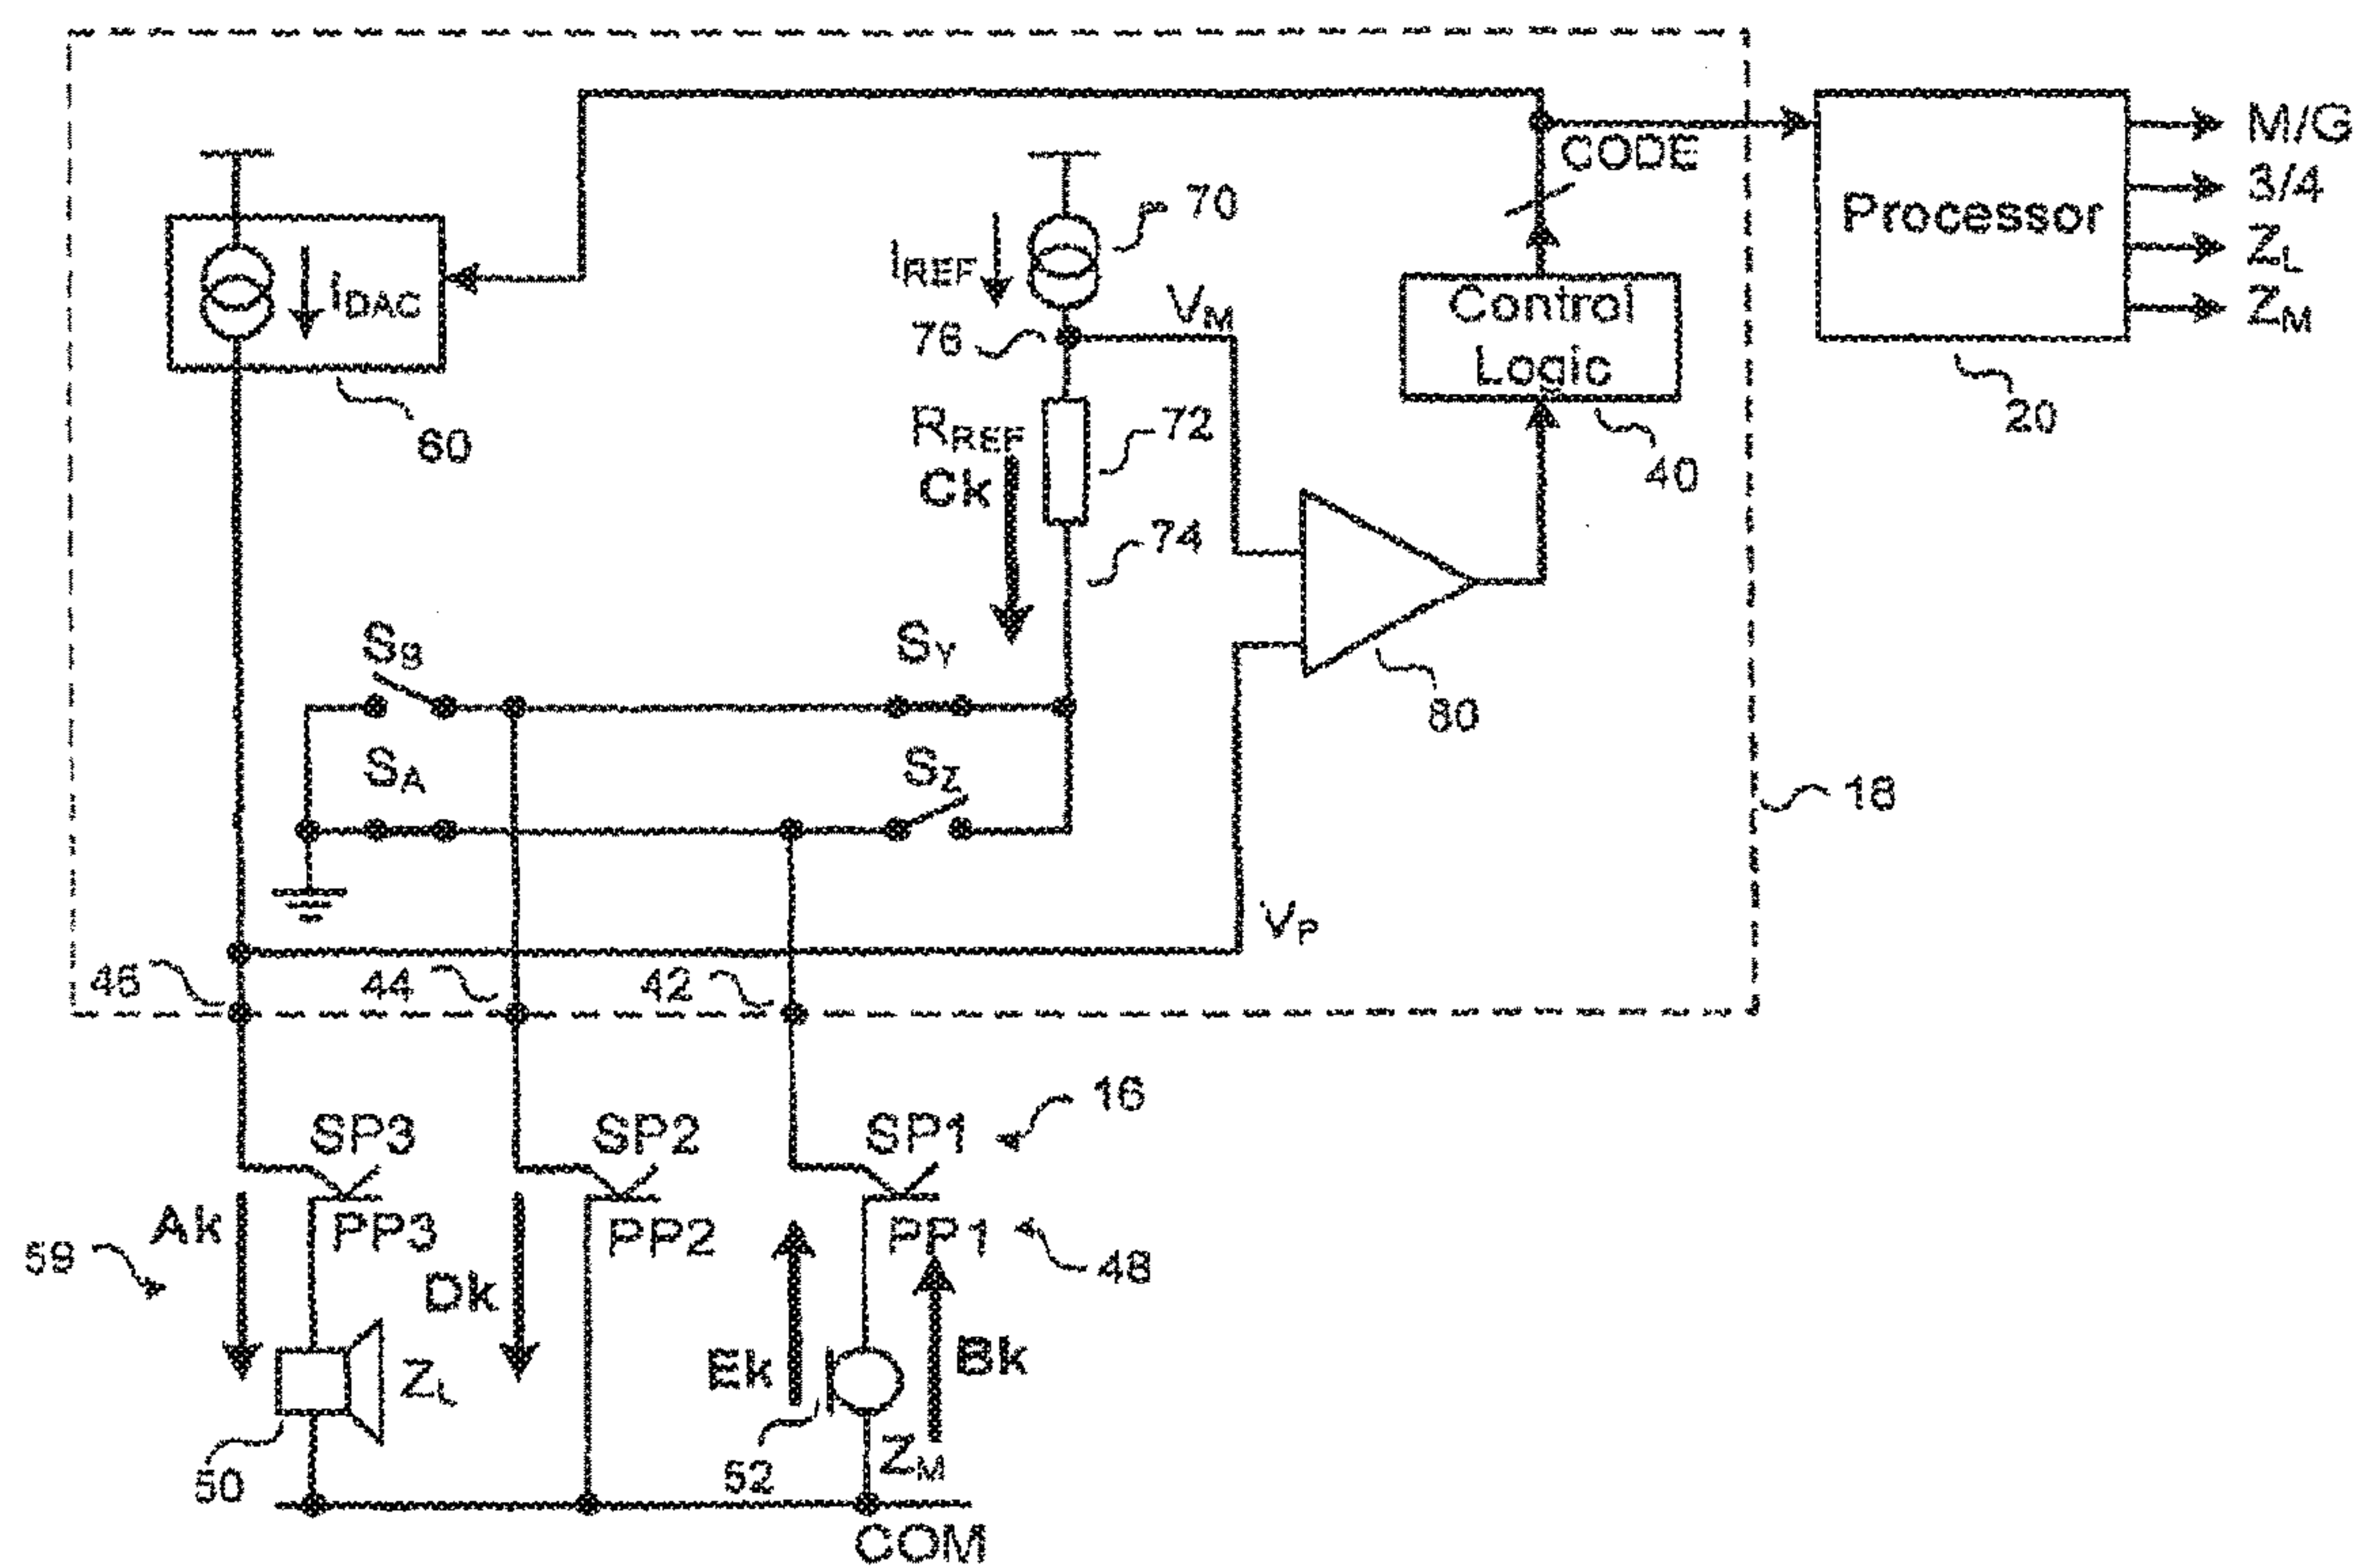 M/G
CODE
3/4
Processor
ZL
ZM
70
IREF
IDAC
VM
76
Control
Logic
20
60
RREF
72
40
Ck
74
SB
SY
80
SA
SZ
18
VP
46
44
42
16
SP3
SP2
SP1
Ak
PP3
PP2
PP1
59
48
Dk
Ek
Bk
ZL
50
52
ZM
COM